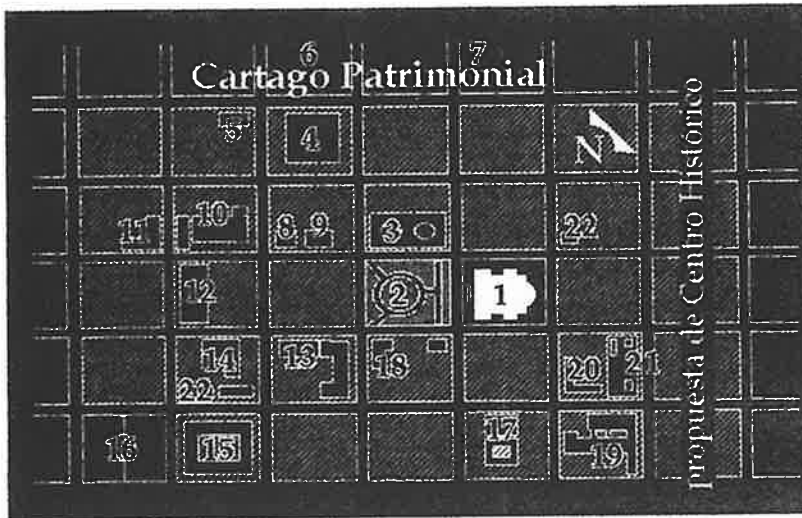 6 7
Cartago Patrimonial
5 4 N
11 10 8 9 3 22
12 2 1
14 13 18 20 21
22
16 15 17 19
propuesta de Centro Histórico